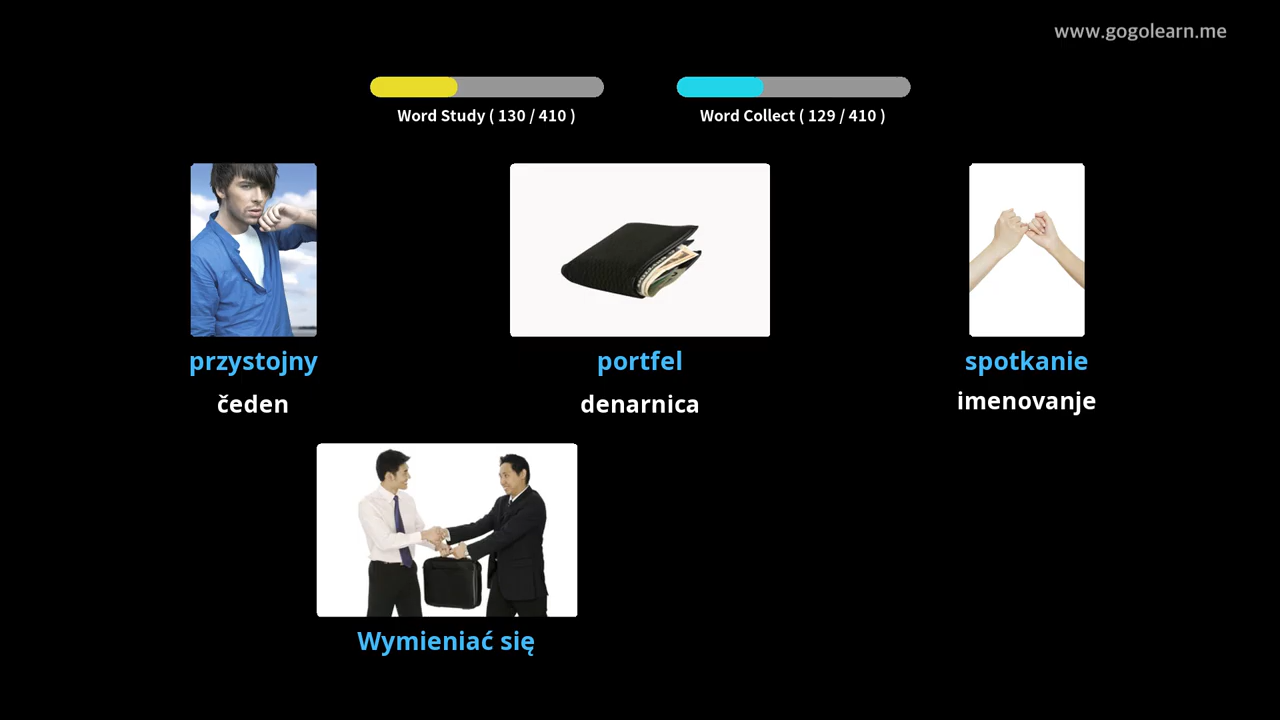 www.gogolearn.me
Word Study ( 130 / 410 )
Word Collect ( 129 / 410 )
przystojny
portfel
spotkanie
čeden
denarnica
imenovanje
Wymieniać się